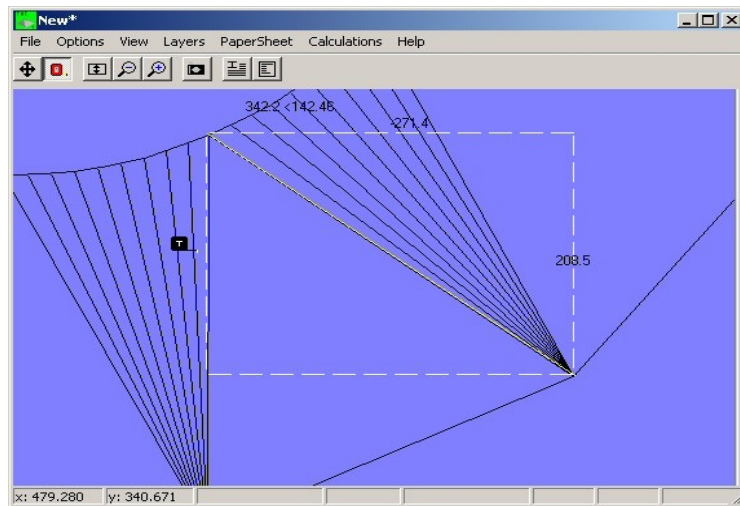 New*
File Options View Layers PaperSheet Calculations Help
342.2 <142.46
-271.4
208.5
T
x: 479.280 y: 340.671